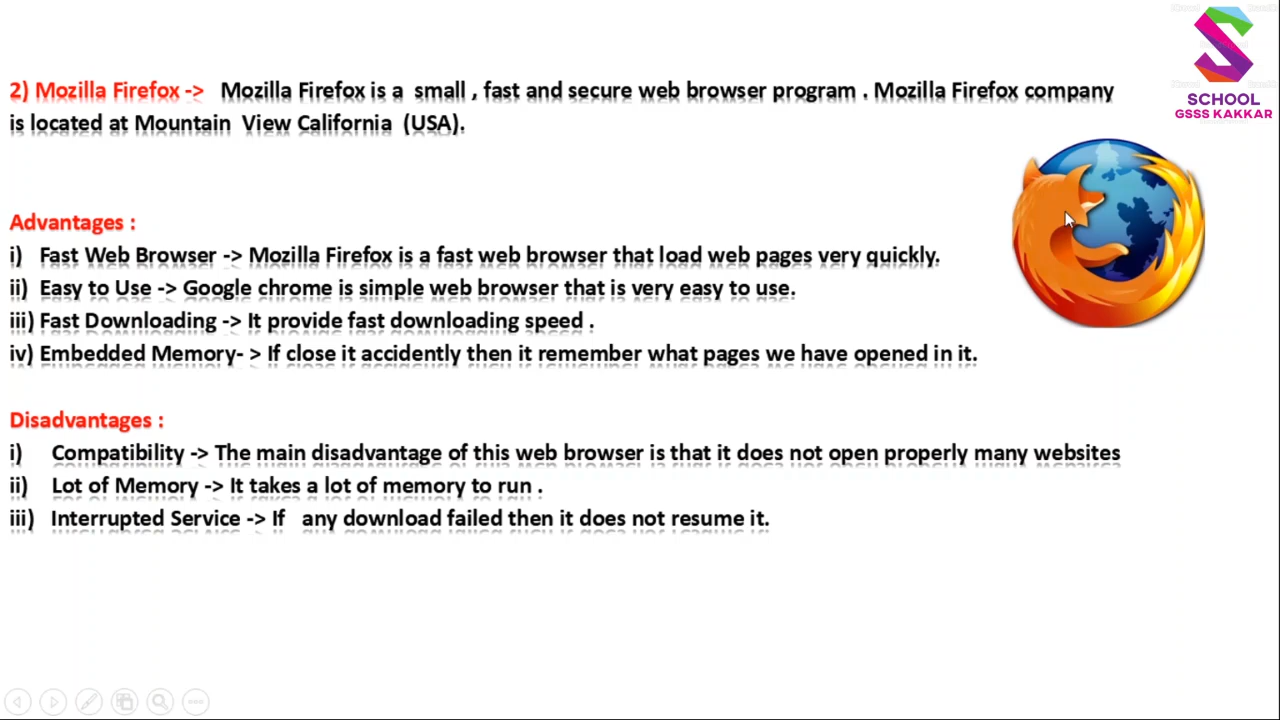 SCHOOL
GSSS KAKKAR
2) Mozilla Firefox -> Mozilla Firefox is a small , fast and secure web browser program . Mozilla Firefox company
is located at Mountain View California (USA).
Advantages :
i) Fast Web Browser -> Mozilla Firefox is a fast web browser that load web pages very quickly.
ii) Easy to Use -> Google chrome is simple web browser that is very easy to use.
iii) Fast Downloading -> It provide fast downloading speed .
iv) Embedded Memory- > If close it accidently then it remember what pages we have opened in it.
Disadvantages :
i) Compatibility -> The main disadvantage of this web browser is that it does not open properly many websites
ii) Lot of Memory -> It takes a lot of memory to run .
iii) Interrupted Service -> If any download failed then it does not resume it.